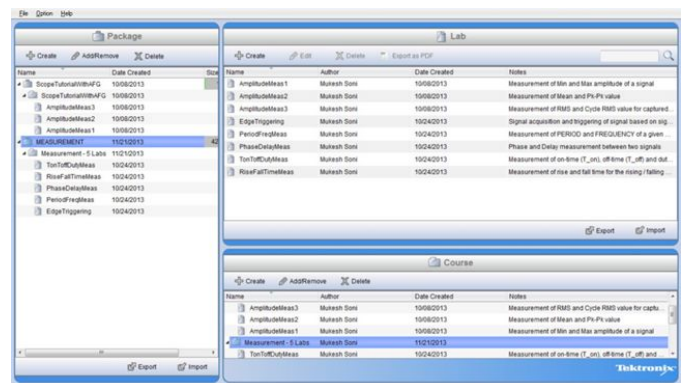 File Option Help
Package
Create Add/Remove Delete
Name Date Created Size
ScopeTutorialWithAFG 10/08/2013
ScopeTutorialWithAFG 10/08/2013
AmplitudeMeas3 10/08/2013
AmplitudeMeas2 10/08/2013
AmplitudeMeas1 10/08/2013
MEASUREMENT 11/21/2013 42
Measurement - 5 Labs 11/21/2013
TonToffDutyMeas 10/24/2013
RiseFallTimeMeas 10/24/2013
PhaseDelayMeas 10/24/2013
PeriodFreqMeas 10/24/2013
EdgeTriggering 10/24/2013
Export Import
Lab
Create Edit Delete Export as PDF
Name Author Date Created Notes
AmplitudeMeas1 Mukesh Soni 10/08/2013 Measurement of Min and Max amplitude of a signal
AmplitudeMeas2 Mukesh Soni 10/08/2013 Measurement of Mean and Pk-Pk value
AmplitudeMeas3 Mukesh Soni 10/08/2013 Measurement of RMS and Cycle RMS value for captured...
EdgeTriggering Mukesh Soni 10/24/2013 Signal acquisition and triggering of signal based on sig...
PeriodFreqMeas Mukesh Soni 10/24/2013 Measurement of PERIOD and FREQUENCY of a given ...
PhaseDelayMeas Mukesh Soni 10/24/2013 Phase and Delay measurement between two signals
TonToffDutyMeas Mukesh Soni 10/24/2013 Measurement of on-time (T_on), off-time (T_off) and dut...
RiseFallTimeMeas Mukesh Soni 10/24/2013 Measurement of rise and fall time for the rising / falling ...
Export Import
Course
Create Add/Remove Delete
Name Author Date Created Notes
AmplitudeMeas3 Mukesh Soni 10/08/2013 Measurement of RMS and Cycle RMS value for captu...
AmplitudeMeas2 Mukesh Soni 10/08/2013 Measurement of Mean and Pk-Pk value
AmplitudeMeas1 Mukesh Soni 10/08/2013 Measurement of Min and Max amplitude of a signal
Measurement - 5 Labs Mukesh Soni 11/21/2013
TonToffDutyMeas Mukesh Soni 10/24/2013 Measurement of on-time (T_on), off-time (T_off) and ...
Tektronix